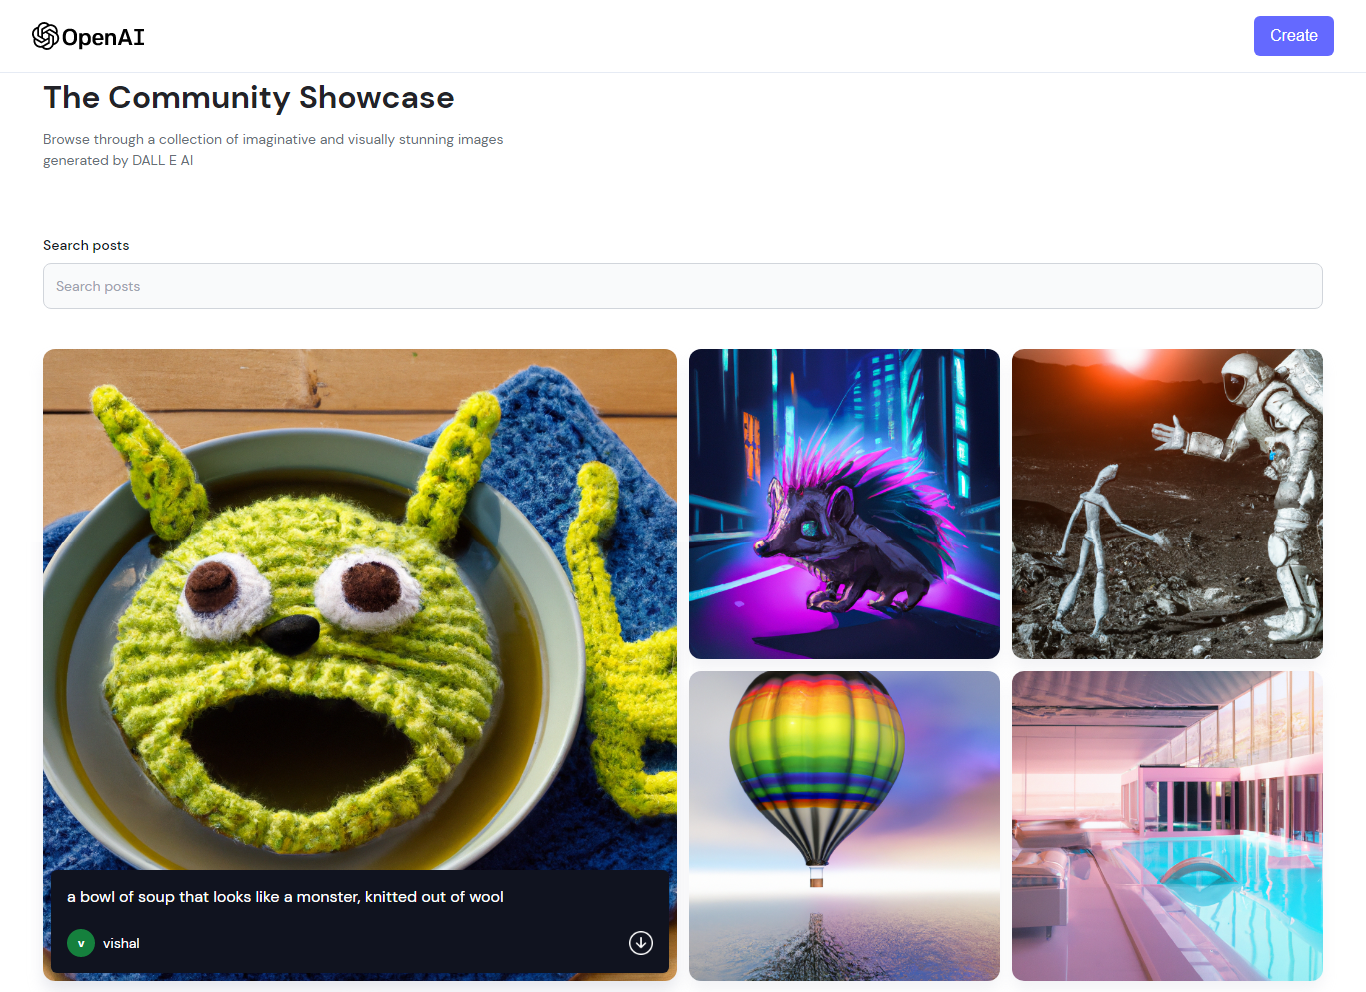 OpenAI
Create
The Community Showcase
Browse through a collection of imaginative and visually stunning images
generated by DALL E AI
Search posts
Search posts
a bowl of soup that looks like a monster, knitted out of wool
v
vishal